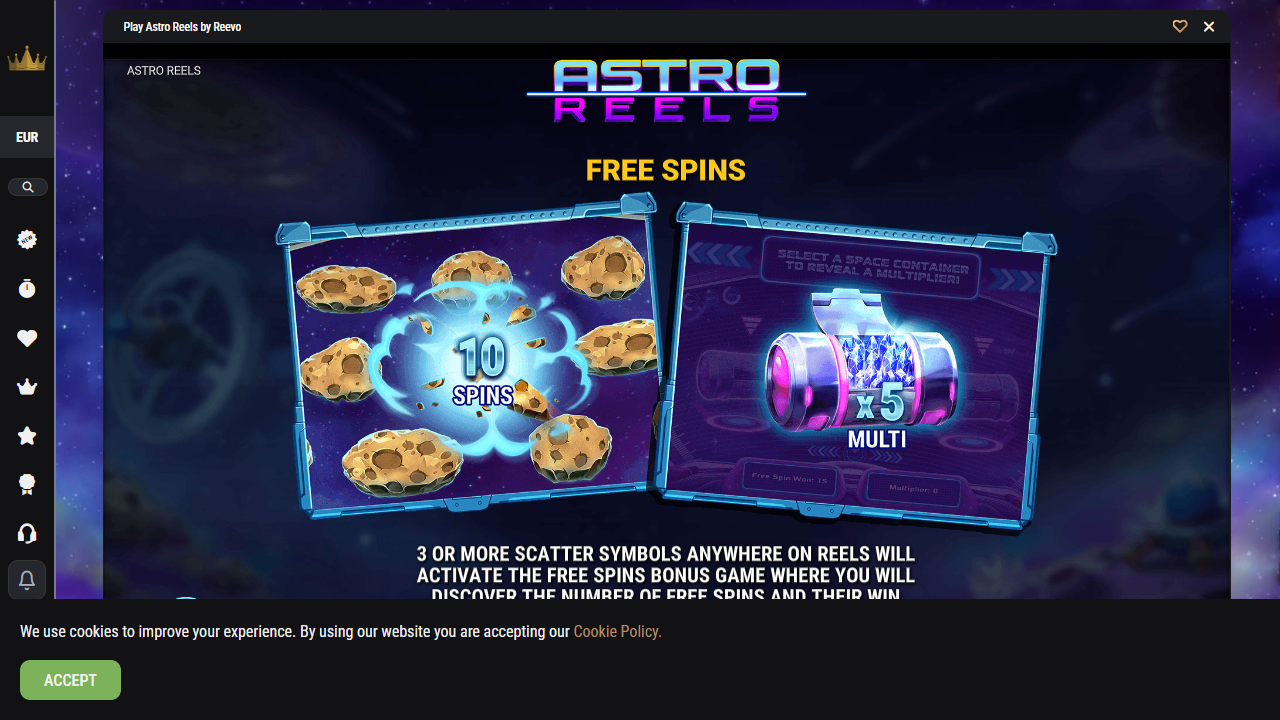 Play Astro Reels by Reevo
ASTRO REELS
ASTRO
REELS
EUR
FREE SPINS
NEW
SELECT A SPACE CONTAINER
TO REVEAL A MULTIPLIER!
10
SPINS
x5
MULTI
Free Spin Won: 15
Multiplier: 0
3 OR MORE SCATTER SYMBOLS ANYWHERE ON REELS WILL
ACTIVATE THE FREE SPINS BONUS GAME WHERE YOU WILL
DISCOVER THE NUMBER OF FREE SPINS AND THEIR WIN
We use cookies to improve your experience. By using our website you are accepting our Cookie Policy.
ACCEPT